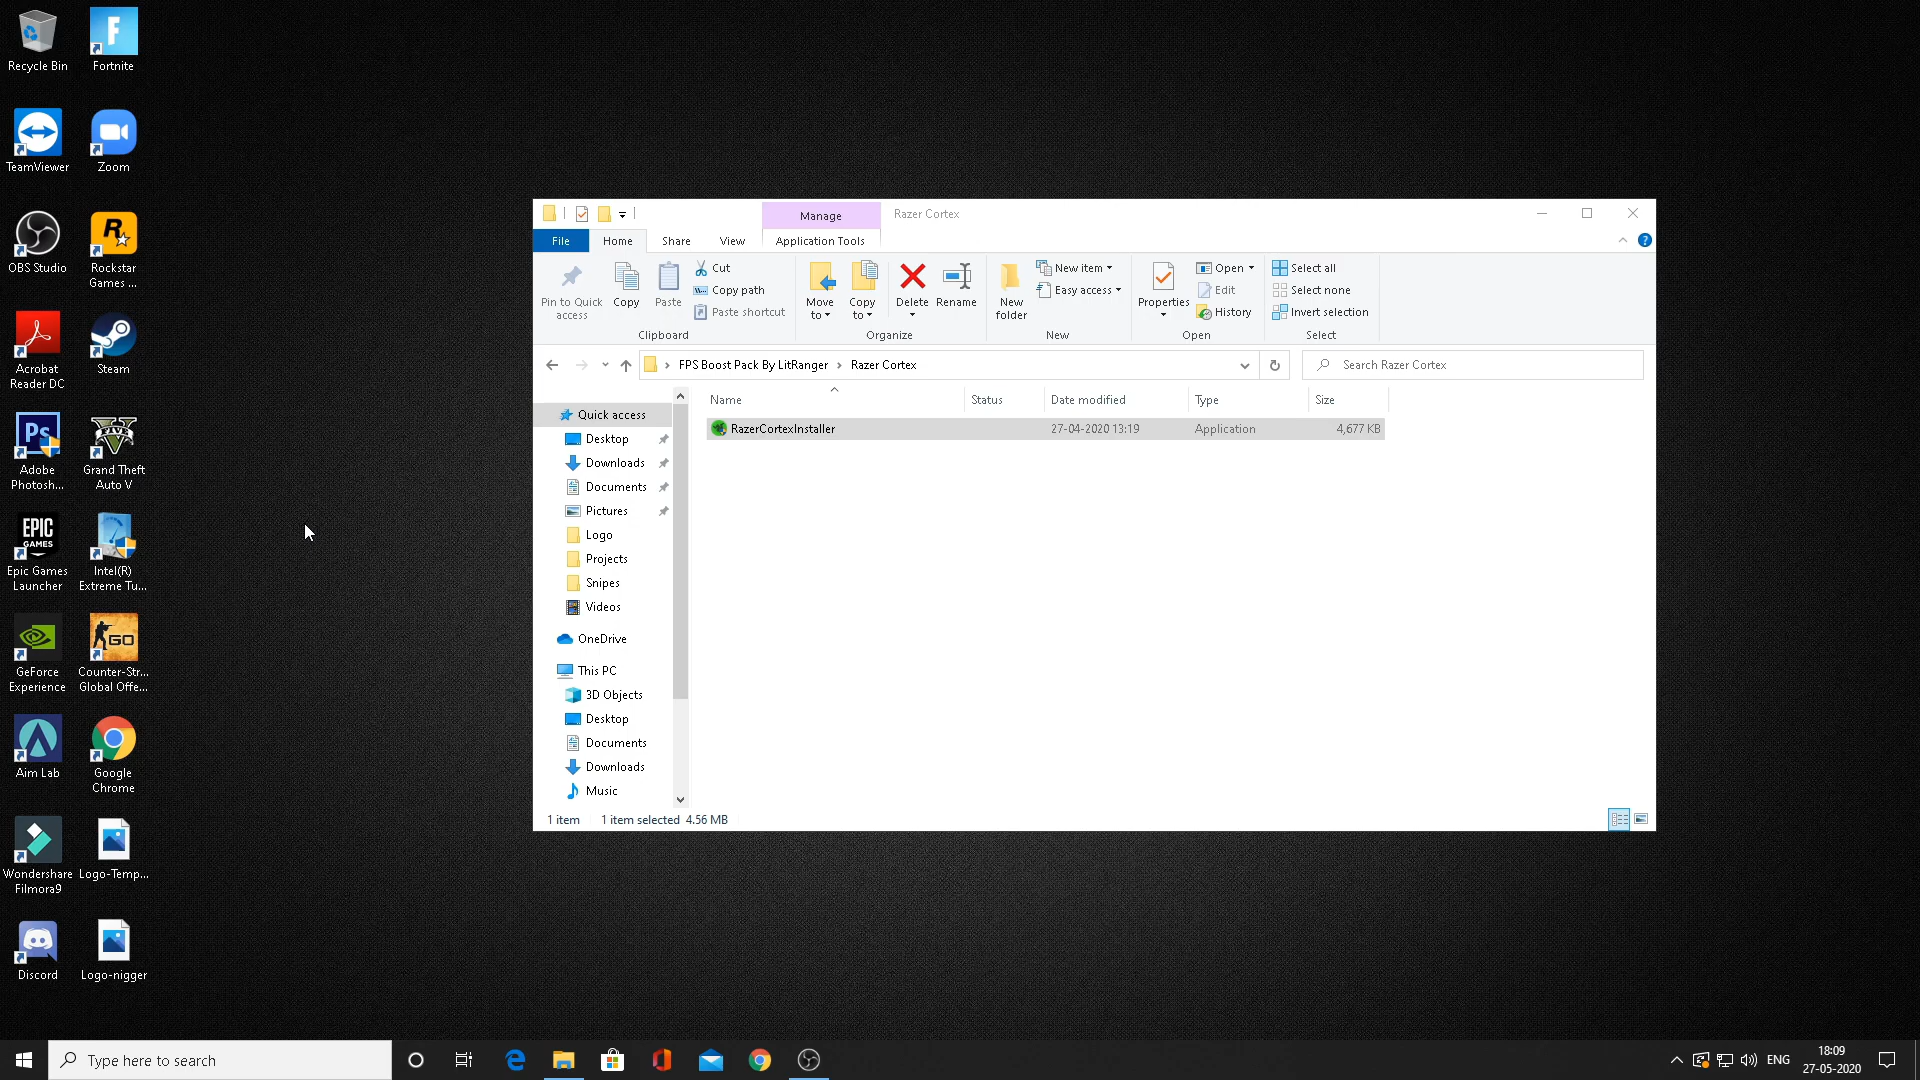 Recycle Bin
Fortnite
TeamViewer
Zoom
OBS Studio
Rockstar
Games ...
Acrobat
Reader DC
Steam
Adobe
Photosh...
Grand Theft
Auto V
EPIC
GAMES
Epic Games
Launcher
Intel(R)
Extreme Tu...
GeForce
Experience
GO
Counter-Str...
Global Offe...
Aim Lab
Google
Chrome
Wondershare
Filmora9
Logo-Temp...
Discord
Logo-nigger
Manage
Razer Cortex
File
Home
Share
View
Application Tools
Pin to Quick
access
Copy
Paste
Cut
Copy path
Paste shortcut
Clipboard
Move
to
Copy
to
Delete
Rename
Organize
New
folder
New item
Easy access
New
Properties
Open
Edit
History
Open
Select all
Select none
Invert selection
Select
FPS Boost Pack By LitRanger > Razer Cortex
Search Razer Cortex
Name
Status
Date modified
Type
Size
RazerCortexInstaller
27-04-2020 13:19
Application
4,677 KB
Quick access
Desktop
Downloads
Documents
Pictures
Logo
Projects
Snipes
Videos
OneDrive
This PC
3D Objects
Desktop
Documents
Downloads
Music
1 item
1 item selected 4.56 MB
Type here to search
ENG
18:09
27-05-2020